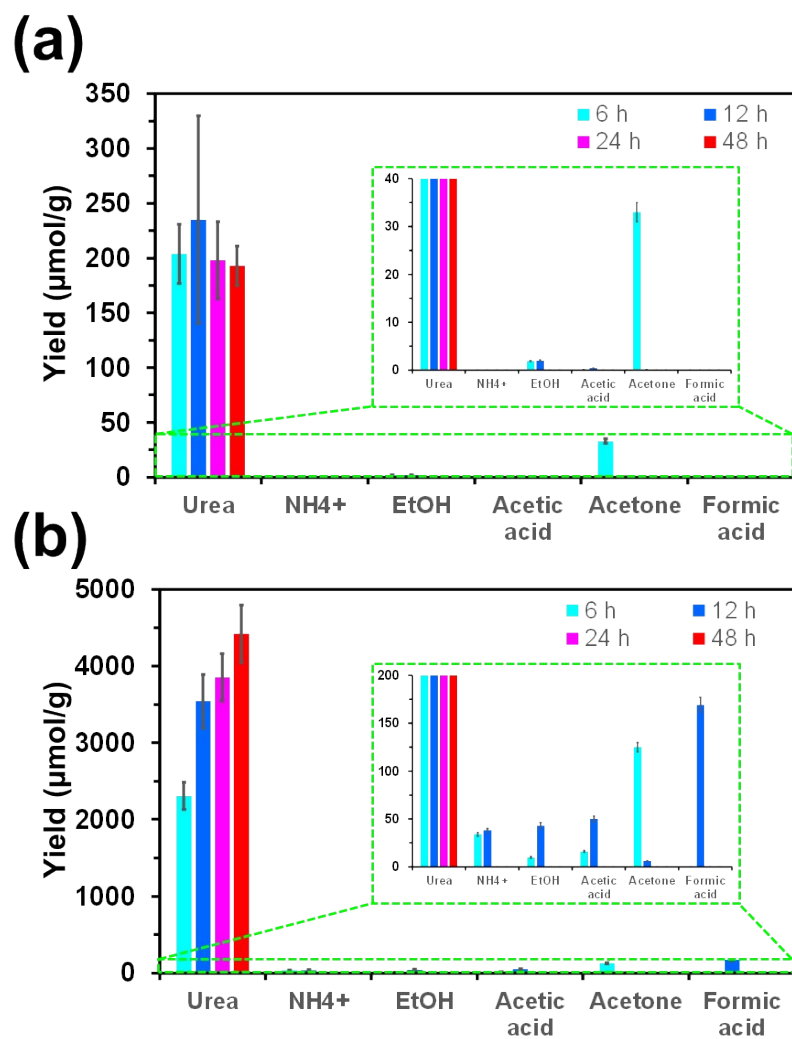 (a)
Yield (µmol/g)
350
300
250
200
150
100
50
0
6 h
12 h
24 h
48 h
40
30
20
10
0
Urea
NH4+
EtOH
Acetic
acid
Acetone
Formic
acid
Urea
NH4+
EtOH
Acetic
acid
Acetone
Formic
acid
(b)
Yield (µmol/g)
5000
4000
3000
2000
1000
0
6 h
12 h
24 h
48 h
200
150
100
50
0
Urea
NH4+
EtOH
Acetic
acid
Acetone
Formic
acid
Urea
NH4+
EtOH
Acetic
acid
Acetone
Formic
acid